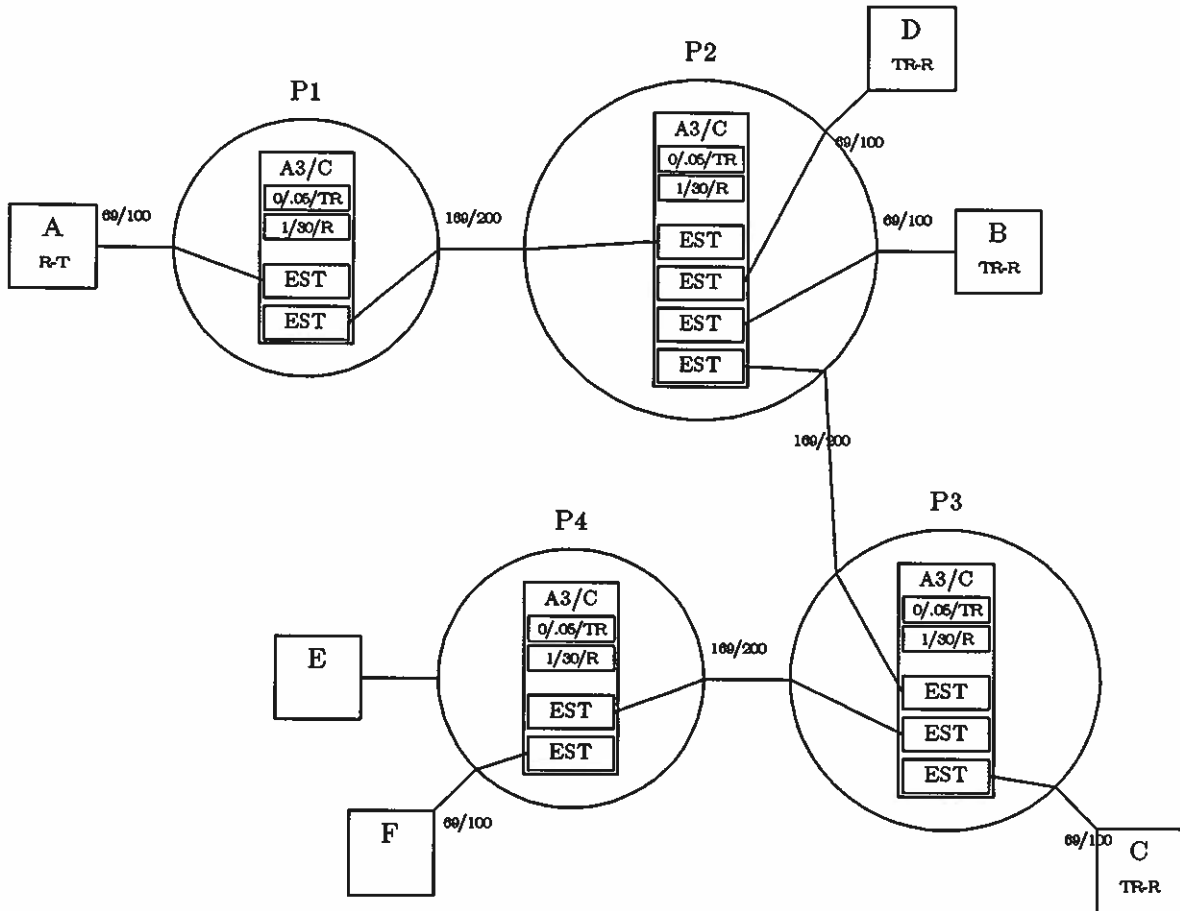 D
TR-R
P2
P1
A3/C
0/.05/TR
1/30/R
EST
EST
EST
EST
69/100
A3/C
0/.05/TR
1/30/R
EST
EST
A
R-T
69/100
169/200
69/100
B
TR-R
169/200
P3
P4
A3/C
0/.05/TR
1/30/R
EST
EST
EST
A3/C
0/.05/TR
1/30/R
EST
EST
169/200
E
F
69/100
69/100
C
TR-R